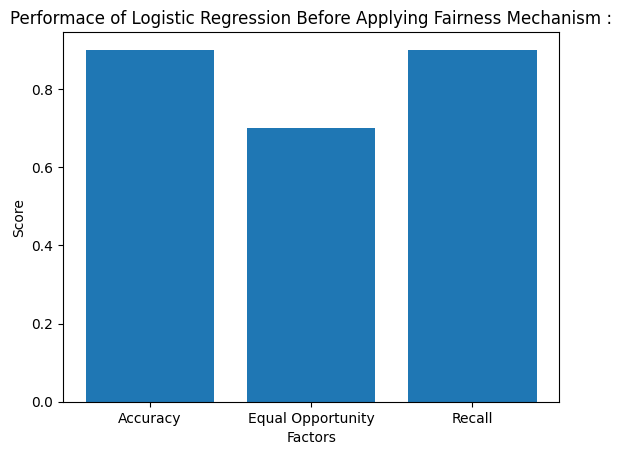 Performace of Logistic Regression Before Applying Fairness Mechanism :
0.8
0.6
0.4
0.2
0.0
Score
Accuracy
Equal Opportunity
Recall
Factors